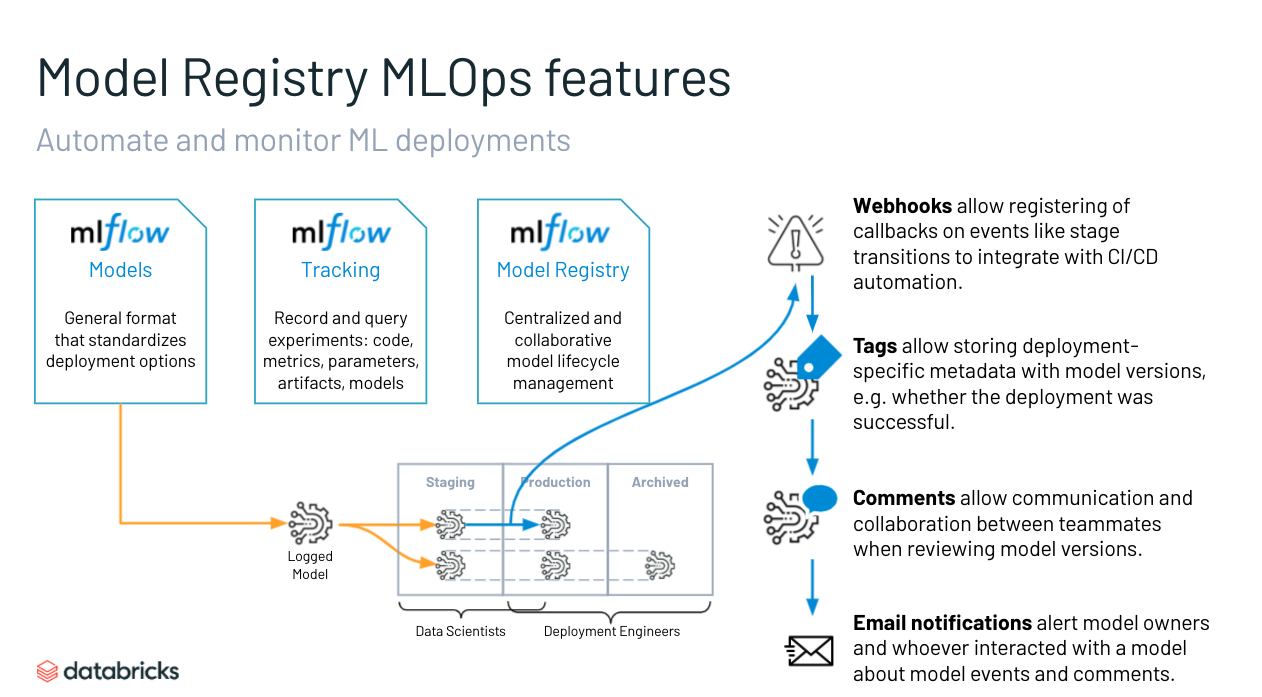 Model Registry MLOps features
Automate and monitor ML deployments
mlflow
Models
General format
that standardizes
deployment options
mlflow
Tracking
Record and query
experiments: code,
metrics, parameters,
artifacts, models
mlflow
Model Registry
Centralized and
collaborative
model lifecycle
management
Logged
Model
Staging
Production
Archived
Data Scientists
Deployment Engineers
Webhooks allow registering of
callbacks on events like stage
transitions to integrate with CI/CD
automation.
Tags allow storing deployment-
specific metadata with model versions,
e.g. whether the deployment was
successful.
Comments allow communication and
collaboration between teammates
when reviewing model versions.
Email notifications alert model owners
and whoever interacted with a model
about model events and comments.
databricks